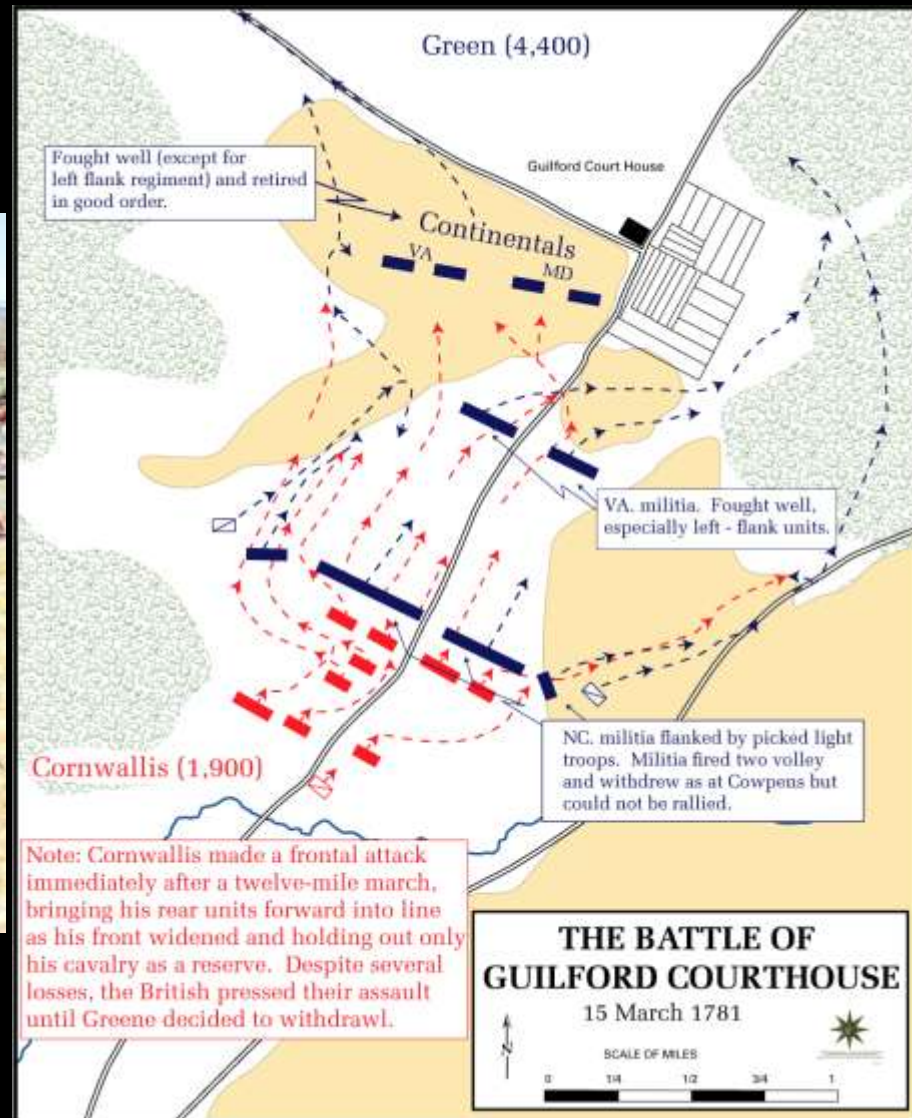 Green (4,400)
Fought well (except for
left flank regiment) and retired
in good order.
Guilford Court House
Continentals
VA
MD
VA. militia. Fought well,
especially left - flank units.
NC. militia flanked by picked light
troops. Militia fired two volley
and withdrew as at Cowpens but
could not be rallied.
Cornwallis (1,900)
Note: Cornwallis made a frontal attack
immediately after a twelve-mile march,
bringing his rear units forward into line
as his front widened and holding out only
his cavalry as a reserve. Despite several
losses, the British pressed their assault
until Greene decided to withdrawl.
THE BATTLE OF
GUILFORD COURTHOUSE
15 March 1781
N
SCALE OF MILES
0 1/4 1/2 3/4 1